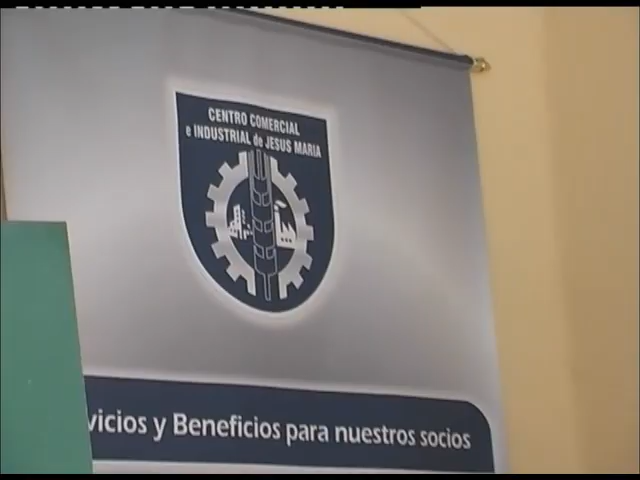 CENTRO COMERCIAL
e INDUSTRIAL de JESUS MARIA
vicios y Beneficios para nuestros socios